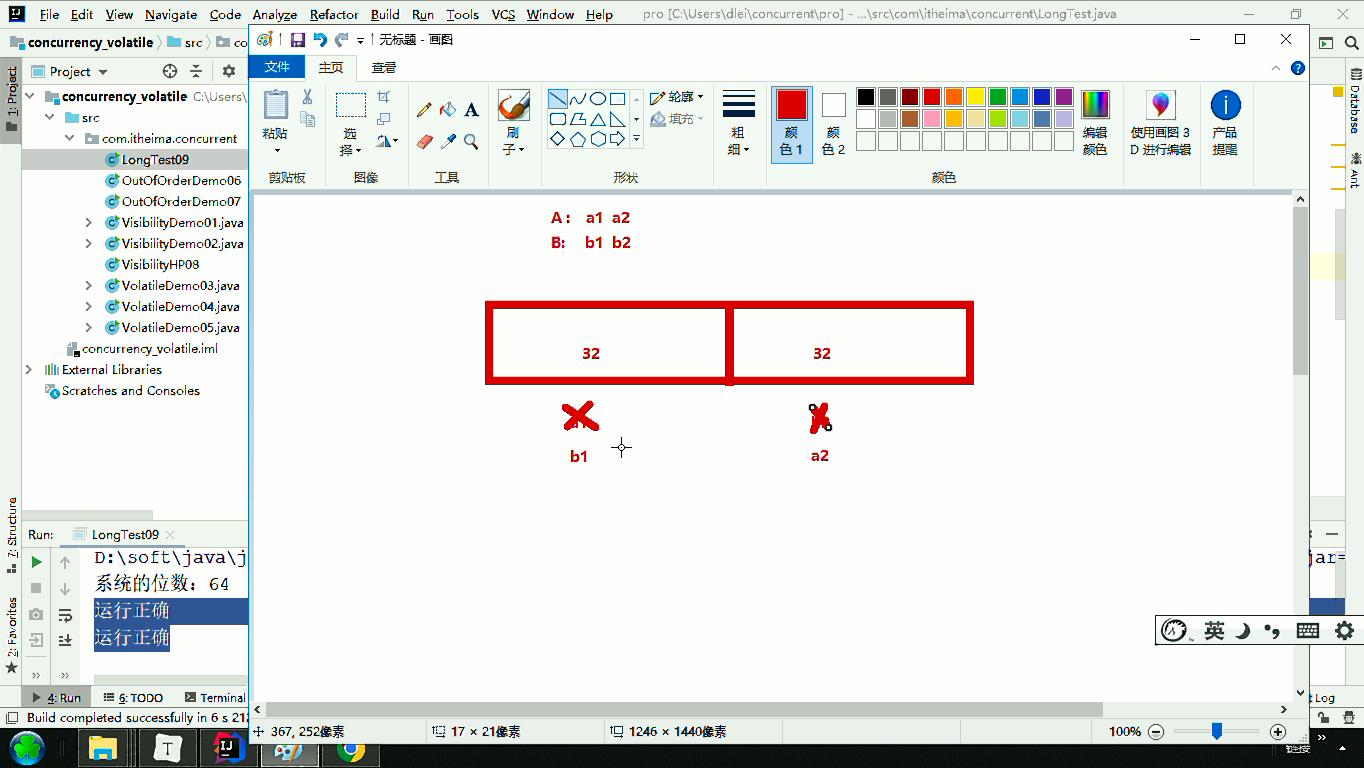 File Edit View Navigate Code Analyze Refactor Build Run Tools VCS Window Help pro [C:\Users\dlei\concurrent\pro] - ...\src\com\itheima\concurrent\LongTest.java
concurrency_volatile src co
无标题 - 画图
文件 主页 查看
1: Project
Project
concurrency_volatile C:\Users\
src
com.itheima.concurrent
LongTest09
OutOfOrderDemo06
OutOfOrderDemo07
VisibilityDemo01.java
VisibilityDemo02.java
VisibilityHP08
VolatileDemo03.java
VolatileDemo04.java
VolatileDemo05.java
concurrency_volatile.iml
External Libraries
Scratches and Consoles
粘贴
剪贴板
选择
图像
工具
刷子
轮廓
填充
形状
粗细
颜色 1
颜色 2
编辑颜色
颜色
使用画图 3D 进行编辑
产品提醒
Database
Ant
A： a1 a2
B: b1 b2
32 32
b1 a2
7: Structure
2: Favorites
Run: LongTest09
D:\soft\java\j
jar=
系统的位数：64
运行正确
运行正确
英
4: Run 6: TODO Terminal
Log
Build completed successfully in 6 s 21
367, 252像素 17 × 21像素 1246 × 1440像素 100%
链接